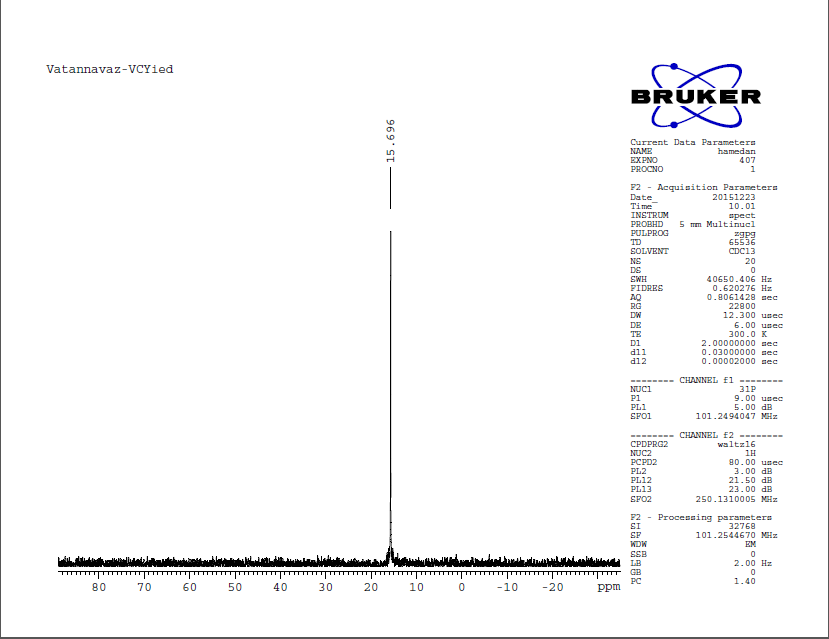 Vatannavaz-VCYied
BRUKER
15.696
Current Data Parameters
NAME hamedan
EXPNO 407
PROCNO 1
F2 - Acquisition Parameters
Date_ 20151223
Time 10.01
INSTRUM spect
PROBHD 5 mm Multinucl
PULPROG zgpg
TD 65536
SOLVENT CDCl3
NS 20
DS 0
SWH 40650.406 Hz
FIDRES 0.620276 Hz
AQ 0.8061428 sec
RG 22800
DW 12.300 usec
DE 6.00 usec
TE 300.0 K
D1 2.00000000 sec
d11 0.03000000 sec
d12 0.00002000 sec
======== CHANNEL f1 ========
NUC1 31P
P1 9.00 usec
PL1 5.00 dB
SFO1 101.2494047 MHz
======== CHANNEL f2 ========
CPDPRG2 waltz16
NUC2 1H
PCPD2 80.00 usec
PL2 3.00 dB
PL12 21.50 dB
PL13 23.00 dB
SFO2 250.1310005 MHz
F2 - Processing parameters
SI 32768
SF 101.2544670 MHz
WDW EM
SSB 0
LB 2.00 Hz
GB 0
PC 1.40
80 70 60 50 40 30 20 10 0 -10 -20 ppm